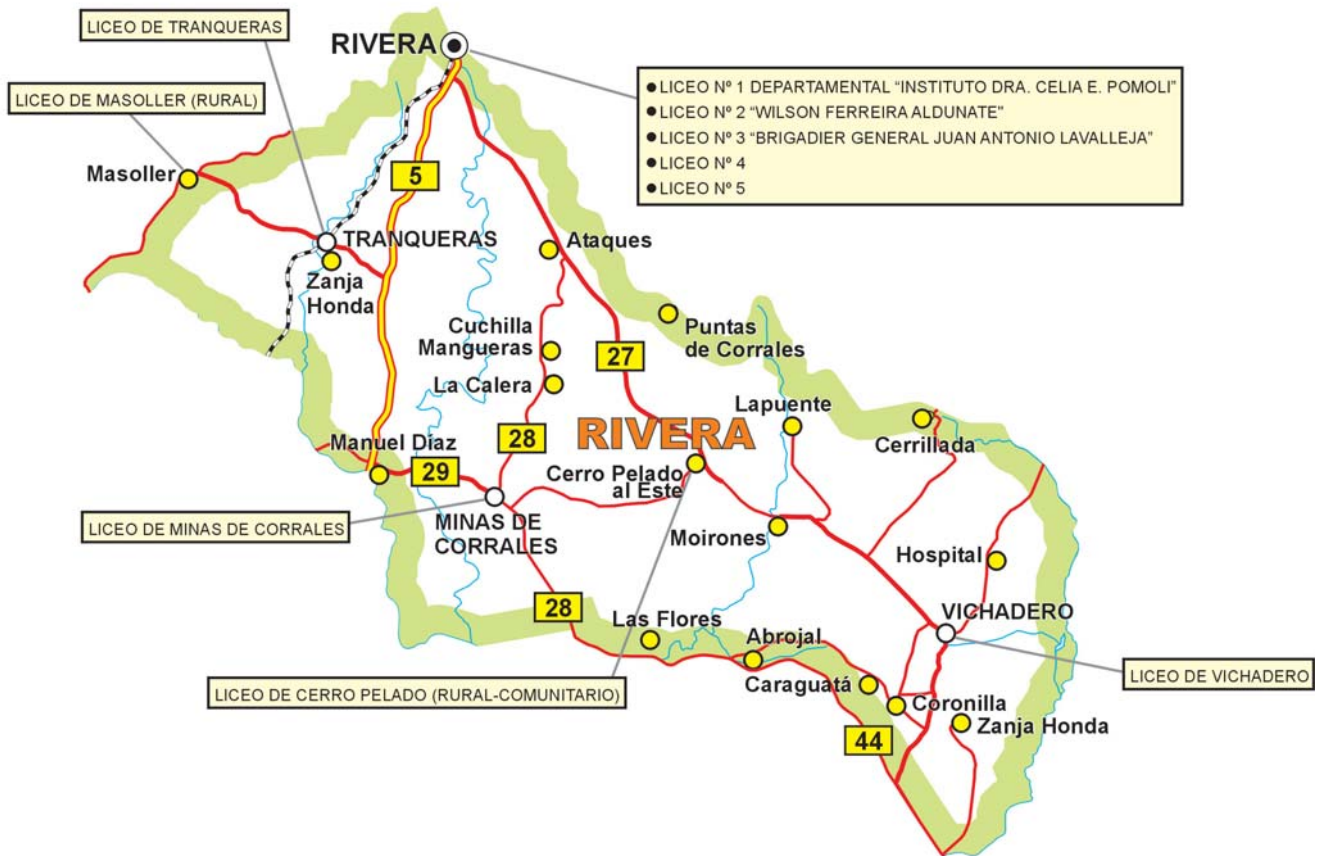 LICEO DE TRANQUERAS
RIVERA
LICEO DE MASOLLER (RURAL)
● LICEO Nº 1 DEPARTAMENTAL “INSTITUTO DRA. CELIA E. POMOLI”
● LICEO Nº 2 “WILSON FERREIRA ALDUNATE”
● LICEO Nº 3 “BRIGADIER GENERAL JUAN ANTONIO LAVALLEJA”
● LICEO Nº 4
● LICEO Nº 5
Masoller
5
TRANQUERAS
Ataques
Zanja
Honda
Puntas
de Corrales
Cuchilla
Mangueras
27
La Calera
Lapuente
Cerrillada
RIVERA
Manuel Díaz
28
29
Cerro Pelado
al Este
LICEO DE MINAS DE CORRALES
MINAS DE
CORRALES
Moirones
Hospital
28
Las Flores
VICHADERO
Abrojal
LICEO DE CERRO PELADO (RURAL-COMUNITARIO)
Caraguatá
LICEO DE VICHADERO
Coronilla
Zanja Honda
44